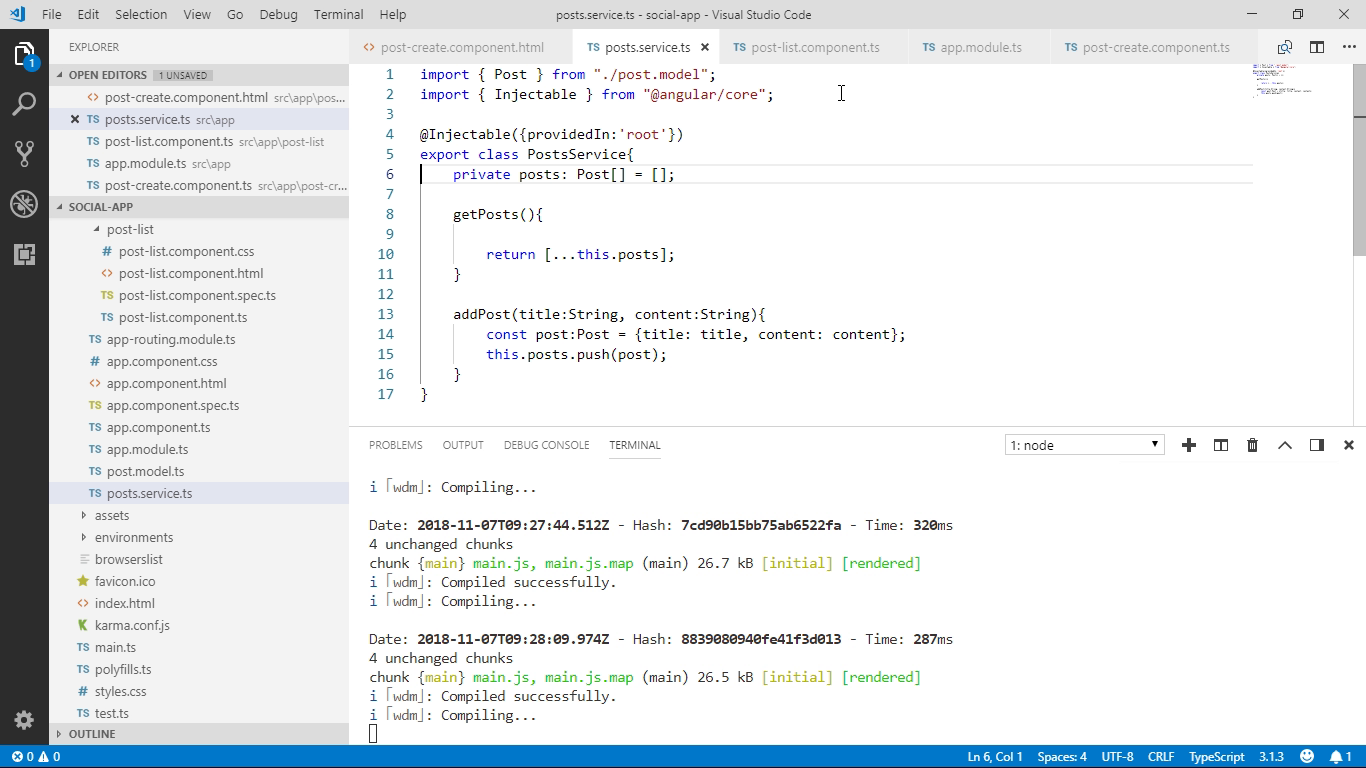 File Edit Selection View Go Debug Terminal Help posts.service.ts - social-app - Visual Studio Code
EXPLORER
OPEN EDITORS 1 UNSAVED
post-create.component.html src\app\pos...
posts.service.ts src\app
post-list.component.ts src\app\post-list
app.module.ts src\app
post-create.component.ts src\app\post-cr...
SOCIAL-APP
post-list
post-list.component.css
post-list.component.html
post-list.component.spec.ts
post-list.component.ts
app-routing.module.ts
app.component.css
app.component.html
app.component.spec.ts
app.component.ts
app.module.ts
post.model.ts
posts.service.ts
assets
environments
browserslist
favicon.ico
index.html
karma.conf.js
main.ts
polyfills.ts
styles.css
test.ts
OUTLINE
post-create.component.html TS posts.service.ts TS post-list.component.ts TS app.module.ts TS post-create.component.ts
1 import { Post } from "./post.model";
2 import { Injectable } from "@angular/core";
3
4 @Injectable({providedIn:'root'})
5 export class PostsService{
6 private posts: Post[] = [];
7
8 getPosts(){
9
10 return [...this.posts];
11 }
12
13 addPost(title:String, content:String){
14 const post:Post = {title: title, content: content};
15 this.posts.push(post);
16 }
17 }
PROBLEMS OUTPUT DEBUG CONSOLE TERMINAL 1: node
i ｢wdm｣: Compiling...
Date: 2018-11-07T09:27:44.512Z - Hash: 7cd90b15bb75ab6522fa - Time: 320ms
4 unchanged chunks
chunk {main} main.js, main.js.map (main) 26.7 kB [initial] [rendered]
i ｢wdm｣: Compiled successfully.
i ｢wdm｣: Compiling...
Date: 2018-11-07T09:28:09.974Z - Hash: 8839080940fe41f3d013 - Time: 287ms
4 unchanged chunks
chunk {main} main.js, main.js.map (main) 26.5 kB [initial] [rendered]
i ｢wdm｣: Compiled successfully.
i ｢wdm｣: Compiling...
0 0 Ln 6, Col 1 Spaces: 4 UTF-8 CRLF TypeScript 3.1.3 1